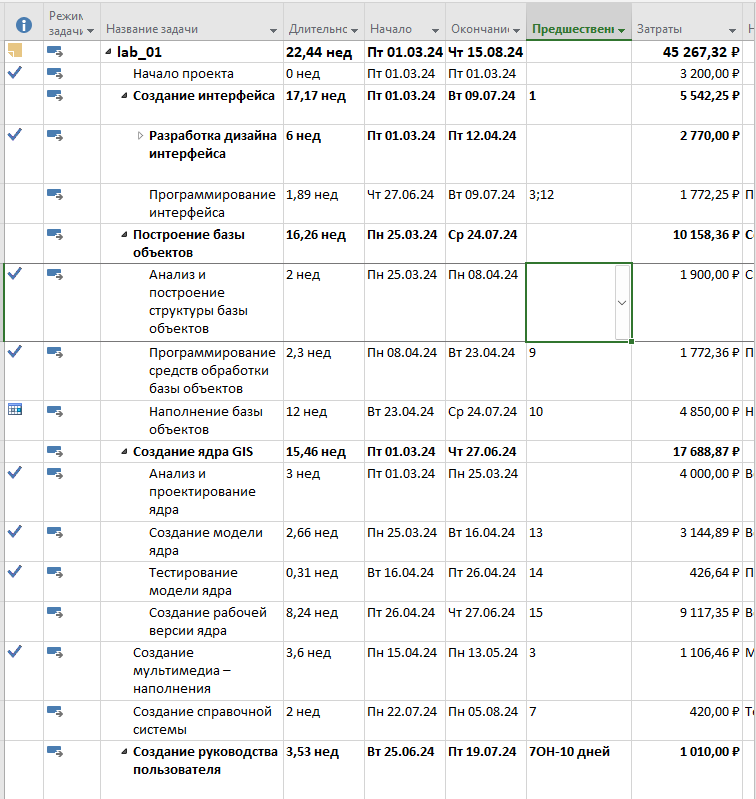 Режим задачи Название задачи Длительнс Начало Окончание Предшествен Затраты Н
lab_01 22,44 нед Пт 01.03.24 Чт 15.08.24 45 267,32 ₽
Начало проекта 0 нед Пт 01.03.24 Пт 01.03.24 3 200,00 ₽
Создание интерфейса 17,17 нед Пт 01.03.24 Вт 09.07.24 1 5 542,25 ₽
Разработка дизайна 6 нед Пт 01.03.24 Пт 12.04.24 2 770,00 ₽
интерфейса
Программирование 1,89 нед Чт 27.06.24 Вт 09.07.24 3;12 1 772,25 ₽ П
интерфейса
Построение базы 16,26 нед Пн 25.03.24 Ср 24.07.24 10 158,36 ₽ С
объектов
Анализ и 2 нед Пн 25.03.24 Пн 08.04.24 1 900,00 ₽ С
построение
структуры базы
объектов
Программирование 2,3 нед Пн 08.04.24 Вт 23.04.24 9 1 772,36 ₽ П
средств обработки
базы объектов
Наполнение базы 12 нед Вт 23.04.24 Ср 24.07.24 10 4 850,00 ₽ Н
объектов
Создание ядра GIS 15,46 нед Пт 01.03.24 Чт 27.06.24 17 688,87 ₽
Анализ и 3 нед Пт 01.03.24 Пн 25.03.24 4 000,00 ₽ В
проектирование
ядра
Создание модели 2,66 нед Пн 25.03.24 Вт 16.04.24 13 3 144,89 ₽ В
ядра
Тестирование 0,31 нед Вт 16.04.24 Пт 26.04.24 14 426,64 ₽ П
модели ядра
Создание рабочей 8,24 нед Пт 26.04.24 Чт 27.06.24 15 9 117,35 ₽ В
версии ядра
Создание 3,6 нед Пн 15.04.24 Пн 13.05.24 3 1 106,46 ₽ М
мультимедиа –
наполнения
Создание справочной 2 нед Пн 22.07.24 Пн 05.08.24 7 420,00 ₽ Те
системы
Создание руководства 3,53 нед Вт 25.06.24 Пт 19.07.24 7ОН-10 дней 1 010,00 ₽
пользователя